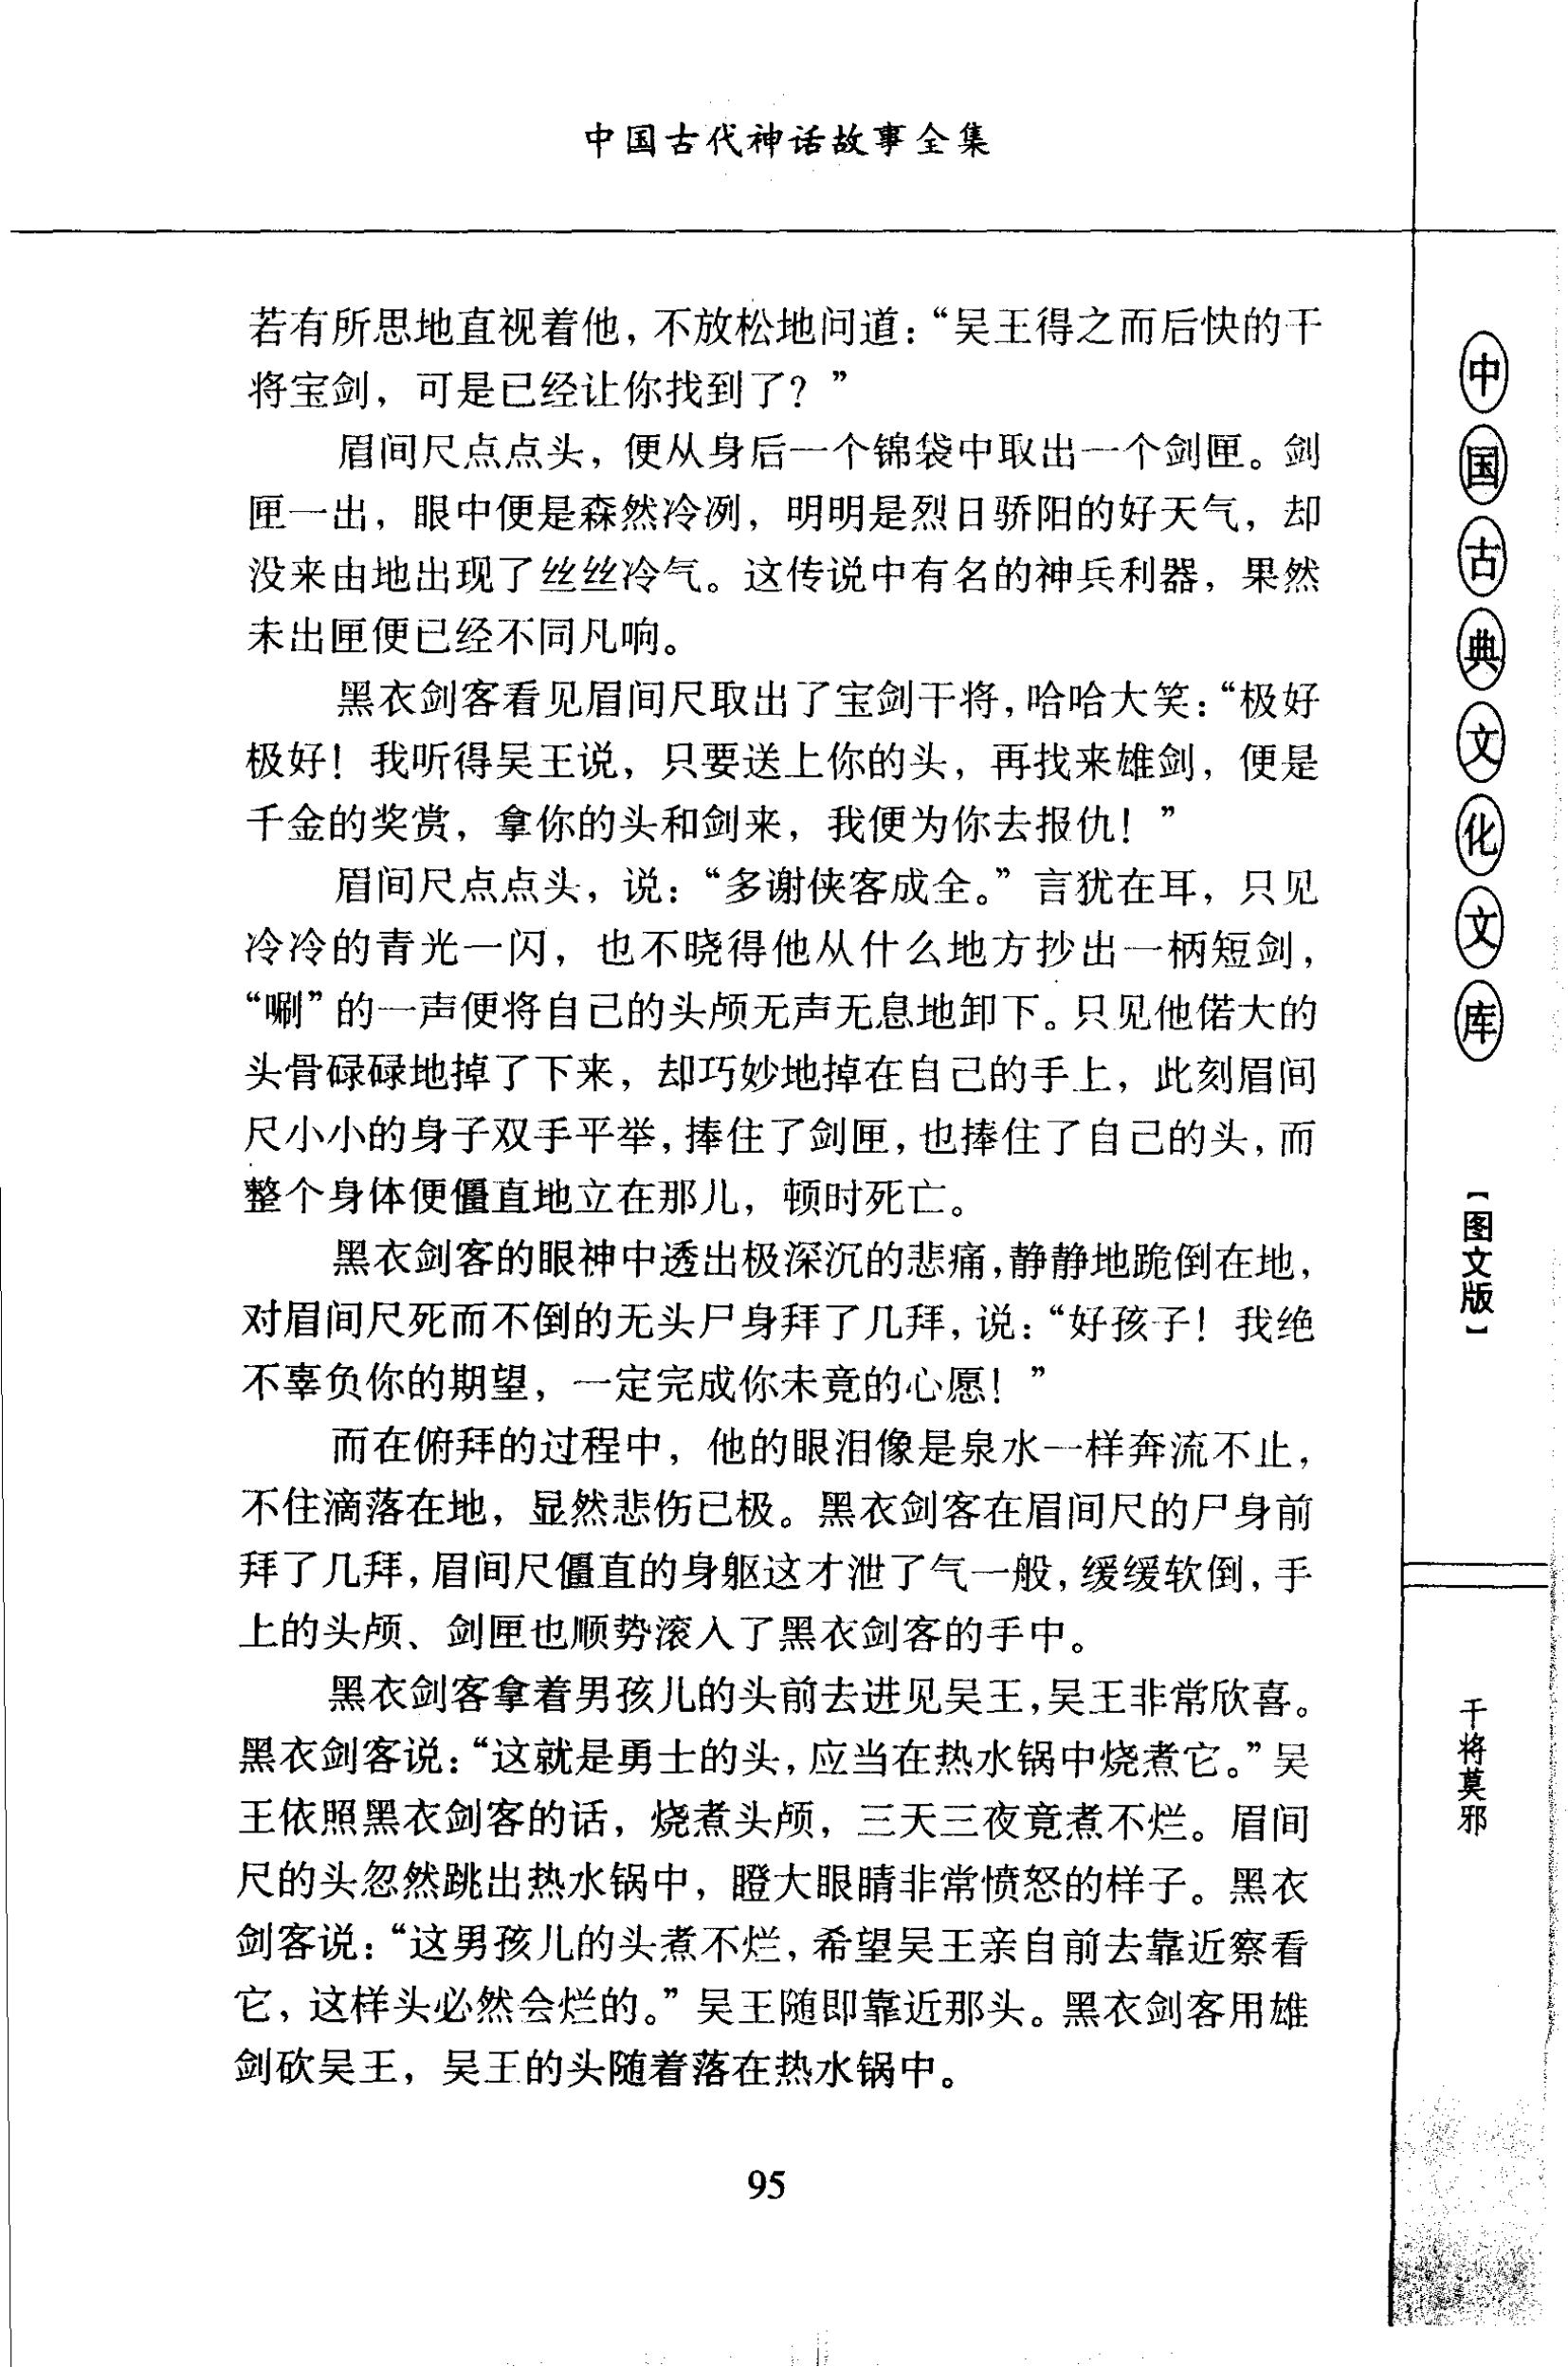 中国古代神话故事全集
若有所思地直视着他，不放松地问道：“吴王得之而后快的干
将宝剑，可是已经让你找到了？”
眉间尺点点头，便从身后一个锦袋中取出一个剑匣。剑
匣一出，眼中便是森然冷冽，明明是烈日骄阳的好天气，却
没来由地出现了丝丝冷气。这传说中有名的神兵利器，果然
未出匣便已经不同凡响。
黑衣剑客看见眉间尺取出了宝剑干将，哈哈大笑：“极好
极好！我听得吴王说，只要送上你的头，再找来雄剑，便是
千金的奖赏，拿你的头和剑来，我便为你去报仇！”
眉间尺点点头，说：“多谢侠客成全。”言犹在耳，只见
冷冷的青光一闪，也不晓得他从什么地方抄出一柄短剑，
“唰”的一声便将自己的头颅无声无息地卸下。只见他偌大的
头骨碌碌地掉了下来，却巧妙地掉在自己的手上，此刻眉间
尺小小的身子双手平举，捧住了剑匣，也捧住了自己的头，而
整个身体便僵直地立在那儿，顿时死亡。
黑衣剑客的眼神中透出极深沉的悲痛，静静地跪倒在地，
对眉间尺死而不倒的无头尸身拜了几拜，说：“好孩子！我绝
不辜负你的期望，一定完成你未竟的心愿！”
而在俯拜的过程中，他的眼泪像是泉水一样奔流不止，
不住滴落在地，显然悲伤已极。黑衣剑客在眉间尺的尸身前
拜了几拜，眉间尺僵直的身躯这才泄了气一般，缓缓软倒，手
上的头颅、剑匣也顺势滚入了黑衣剑客的手中。
黑衣剑客拿着男孩儿的头前去进见吴王，吴王非常欣喜。
黑衣剑客说：“这就是勇士的头，应当在热水锅中烧煮它。”吴
王依照黑衣剑客的话，烧煮头颅，三天三夜竟煮不烂。眉间
尺的头忽然跳出热水锅中，瞪大眼睛非常愤怒的样子。黑衣
剑客说：“这男孩儿的头煮不烂，希望吴王亲自前去靠近察看
它，这样头必然会烂的。”吴王随即靠近那头。黑衣剑客用雄
剑砍吴王，吴王的头随着落在热水锅中。
95
中国古典文化文库
【图文版】
干将莫邪